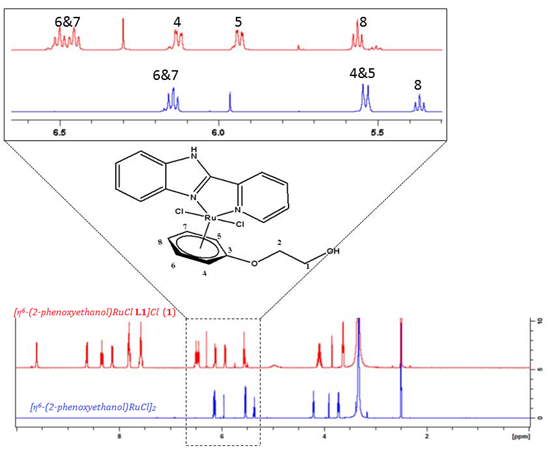 6&7 4 5 8
6&7 4&5 8
6.5 6.0 5.5
H
N
N N
Cl Ru Cl
7 5 2 OH
8 3
6 4 O 1
[η⁶-(2-phenoxyethanol)RuCl L1]Cl (1)
[η⁶-(2-phenoxyethanol)RuCl]₂
10
5
0
8 6 4 2 [ppm]